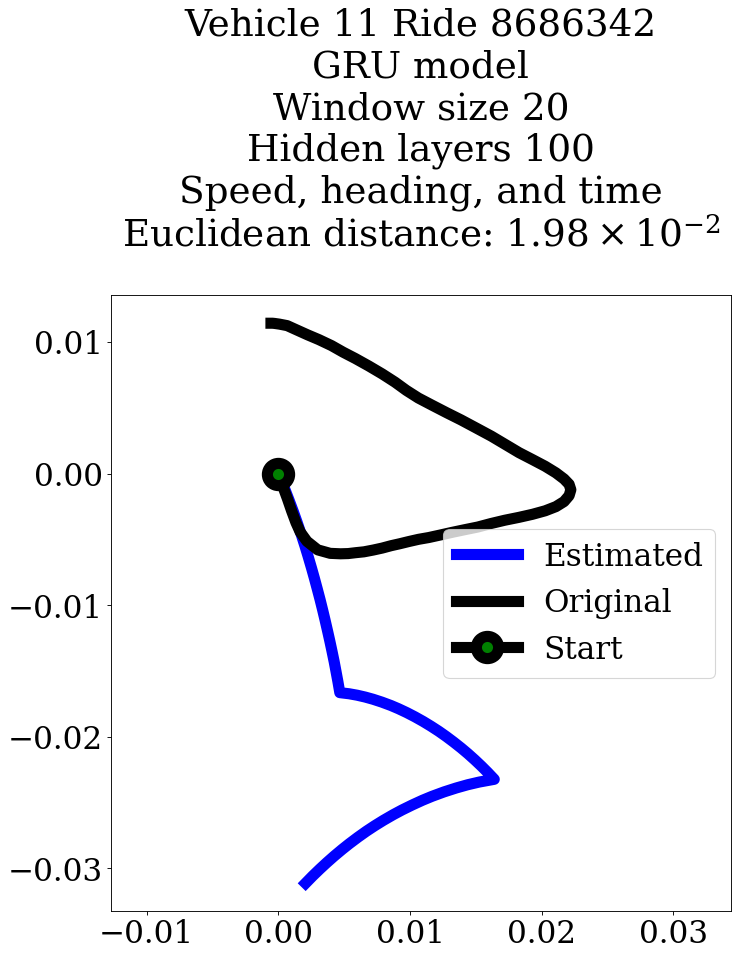 Vehicle 11 Ride 8686342
GRU model
Window size 20
Hidden layers 100
Speed, heading, and time
Euclidean distance: 1.98 × 10⁻²
0.01
0.00
−0.01
−0.02
−0.03
Estimated
Original
Start
−0.01 0.00 0.01 0.02 0.03